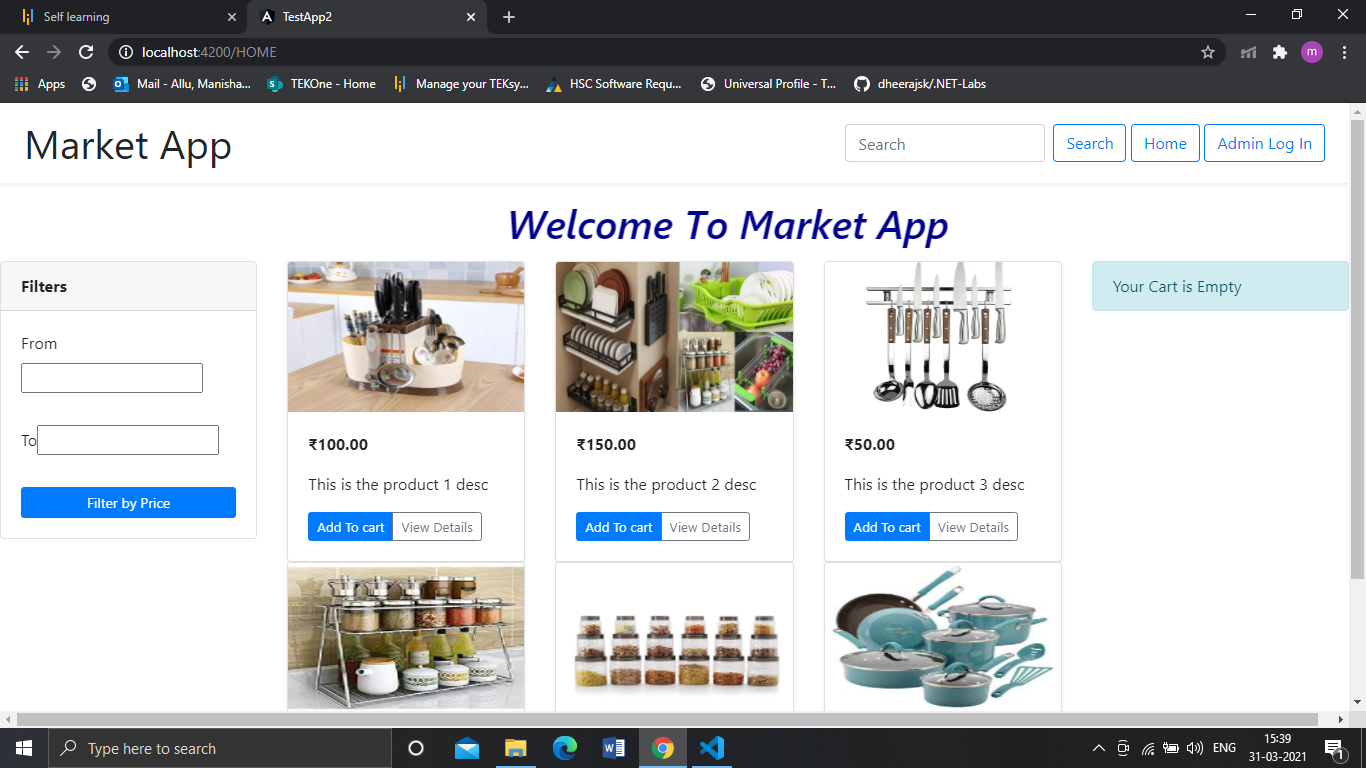 Self learning
TestApp2
localhost:4200/HOME
m
Apps
Mail - Allu, Manisha...
TEKOne - Home
Manage your TEKsy...
HSC Software Requ...
Universal Profile - T...
dheerajsk/.NET-Labs
Market App
Search
Search
Home
Admin Log In
Welcome To Market App
Filters
From
To
Filter by Price
₹100.00
This is the product 1 desc
Add To cart
View Details
₹150.00
This is the product 2 desc
Add To cart
View Details
₹50.00
This is the product 3 desc
Add To cart
View Details
Your Cart is Empty
Type here to search
ENG
15:39
31-03-2021
1